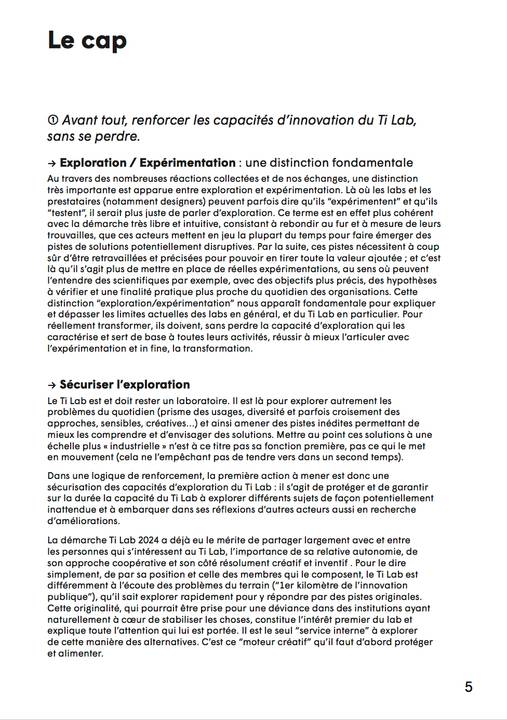 Le cap
① Avant tout, renforcer les capacités d’innovation du Ti Lab,
sans se perdre.
→ Exploration / Expérimentation : une distinction fondamentale
Au travers des nombreuses réactions collectées et de nos échanges, une distinction
très importante est apparue entre exploration et expérimentation. Là où les labs et les
prestataires (notamment designers) peuvent parfois dire qu’ils “expérimentent” et qu’ils
“testent”, il serait plus juste de parler d’exploration. Ce terme est en effet plus cohérent
avec la démarche très libre et intuitive, consistant à rebondir au fur et à mesure de leurs
trouvailles, que ces acteurs mettent en jeu la plupart du temps pour faire émerger des
pistes de solutions potentiellement disruptives. Par la suite, ces pistes nécessitent à coup
sûr d’être retravaillées et précisées pour pouvoir en tirer toute la valeur ajoutée ; et c’est
là qu’il s’agit plus de mettre en place de réelles expérimentations, au sens où peuvent
l’entendre des scientifiques par exemple, avec des objectifs plus précis, des hypothèses
à vérifier et une finalité pratique plus proche du quotidien des organisations. Cette
distinction “exploration/expérimentation” nous apparaît fondamentale pour expliquer
et dépasser les limites actuelles des labs en général, et du Ti Lab en particulier. Pour
réellement transformer, ils doivent, sans perdre la capacité d’exploration qui les
caractérise et sert de base à toutes leurs activités, réussir à mieux l’articuler avec
l’expérimentation et in fine, la transformation.
→ Sécuriser l’exploration
Le Ti Lab est et doit rester un laboratoire. Il est là pour explorer autrement les
problèmes du quotidien (prisme des usages, diversité et parfois croisement des
approches, sensibles, créatives...) et ainsi amener des pistes inédites permettant de
mieux les comprendre et d’envisager des solutions. Mettre au point ces solutions à une
échelle plus « industrielle » n’est à ce titre pas sa fonction première, pas ce qui le met
en mouvement (cela ne l’empêchant pas de tendre vers dans un second temps).
Dans une logique de renforcement, la première action à mener est donc une
sécurisation des capacités d’exploration du Ti Lab : il s’agit de protéger et de garantir
sur la durée la capacité du Ti Lab à explorer différents sujets de façon potentiellement
inattendue et à embarquer dans ses réflexions d’autres acteurs aussi en recherche
d’améliorations.
La démarche Ti Lab 2024 a déjà eu le mérite de partager largement avec et entre
les personnes qui s’intéressent au Ti Lab, l’importance de sa relative autonomie, de
son approche coopérative et son côté résolument créatif et inventif . Pour le dire
simplement, de par sa position et celle des membres qui le composent, le Ti Lab est
différemment à l’écoute des problèmes du terrain (“1er kilomètre de l’innovation
publique”), qu’il sait explorer rapidement pour y répondre par des pistes originales.
Cette originalité, qui pourrait être prise pour une déviance dans des institutions ayant
naturellement à cœur de stabiliser les choses, constitue l’intérêt premier du lab et
explique toute l’attention qui lui est portée. Il est le seul “service interne” à explorer
de cette manière des alternatives. C’est ce “moteur créatif” qu’il faut d’abord protéger
et alimenter.
5